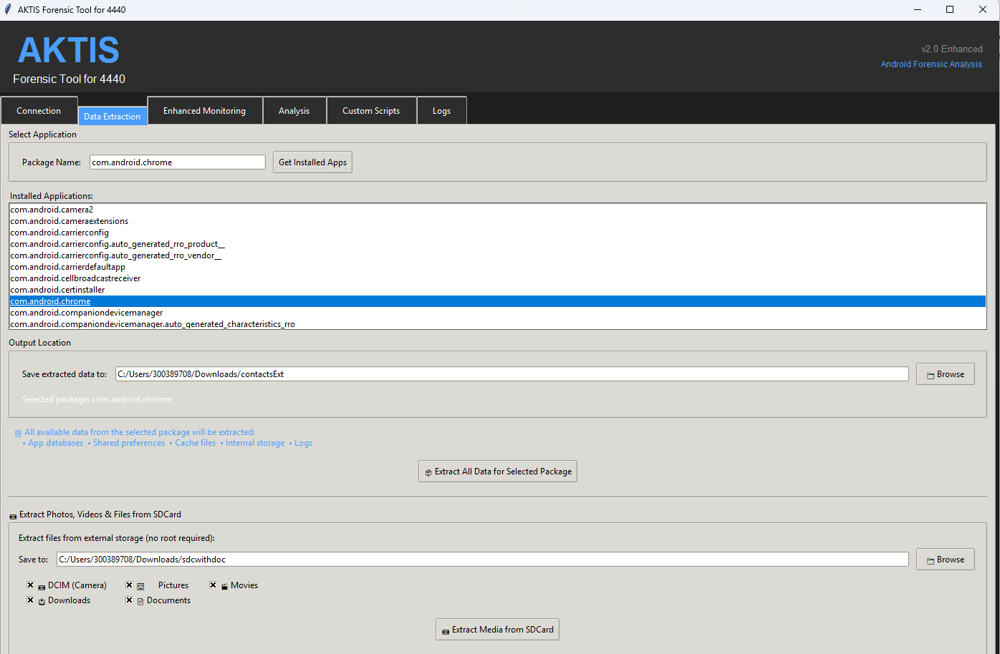 AKTIS Forensic Tool for 4440
AKTIS
Forensic Tool for 4440
v2.0 Enhanced
Android Forensic Analysis
Connection
Data Extraction
Enhanced Monitoring
Analysis
Custom Scripts
Logs
Select Application
Package Name: com.android.chrome Get Installed Apps
Installed Applications:
com.android.camera2
com.android.cameraextensions
com.android.carrierconfig
com.android.carrierconfig.auto_generated_rro_product__
com.android.carrierconfig.auto_generated_rro_vendor__
com.android.carrierdefaultapp
com.android.cellbroadcastreceiver
com.android.certinstaller
com.android.chrome
com.android.companiondevicemanager
com.android.companiondevicemanager.auto_generated_characteristics_rro
Output Location
Save extracted data to: C:/Users/300389708/Downloads/contactsExt Browse
Selected package: com.android.chrome
All available data from the selected package will be extracted:
• App databases • Shared preferences • Cache files • Internal storage • Logs
Extract All Data for Selected Package
Extract Photos, Videos & Files from SDCard
Extract files from external storage (no root required):
Save to: C:/Users/300389708/Downloads/sdcwithdoc Browse
DCIM (Camera) Pictures Movies
Downloads Documents
Extract Media from SDCard